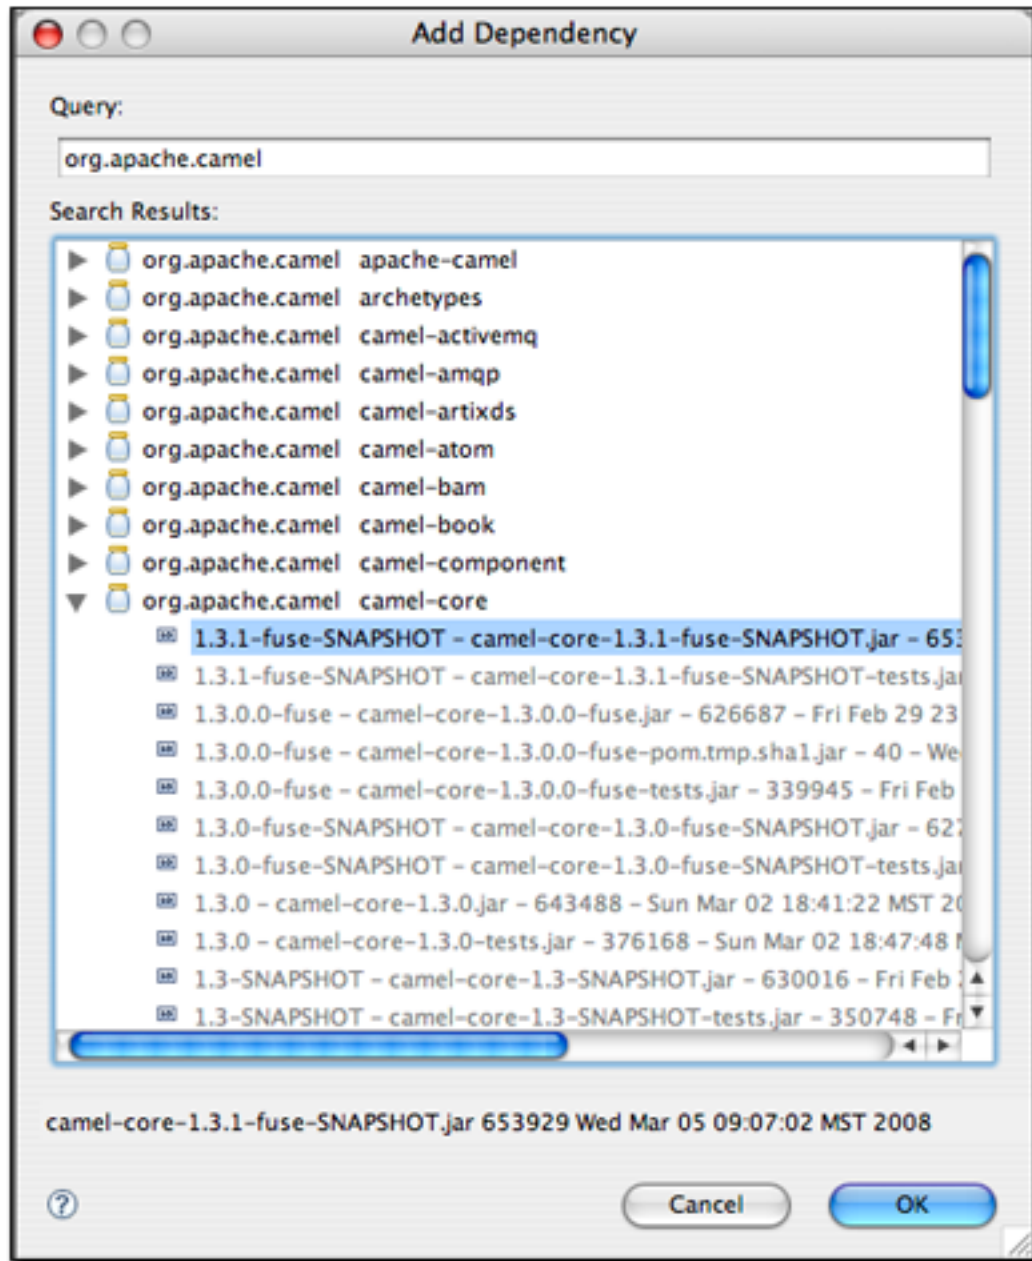 Add Dependency
Query:
org.apache.camel
Search Results:
org.apache.camel apache-camel
org.apache.camel archetypes
org.apache.camel camel-activemq
org.apache.camel camel-amqp
org.apache.camel camel-artixds
org.apache.camel camel-atom
org.apache.camel camel-bam
org.apache.camel camel-book
org.apache.camel camel-component
org.apache.camel camel-core
1.3.1-fuse-SNAPSHOT - camel-core-1.3.1-fuse-SNAPSHOT.jar - 653
1.3.1-fuse-SNAPSHOT - camel-core-1.3.1-fuse-SNAPSHOT-tests.jar
1.3.0.0-fuse - camel-core-1.3.0.0-fuse.jar - 626687 - Fri Feb 29 23
1.3.0.0-fuse - camel-core-1.3.0.0-fuse-pom.tmp.sha1.jar - 40 - We
1.3.0.0-fuse - camel-core-1.3.0.0-fuse-tests.jar - 339945 - Fri Feb
1.3.0-fuse-SNAPSHOT - camel-core-1.3.0-fuse-SNAPSHOT.jar - 627
1.3.0-fuse-SNAPSHOT - camel-core-1.3.0-fuse-SNAPSHOT-tests.jar
1.3.0 - camel-core-1.3.0.jar - 643488 - Sun Mar 02 18:41:22 MST 20
1.3.0 - camel-core-1.3.0-tests.jar - 376168 - Sun Mar 02 18:47:48
1.3-SNAPSHOT - camel-core-1.3-SNAPSHOT.jar - 630016 - Fri Feb
1.3-SNAPSHOT - camel-core-1.3-SNAPSHOT-tests.jar - 350748 - Fr
camel-core-1.3.1-fuse-SNAPSHOT.jar 653929 Wed Mar 05 09:07:02 MST 2008
?
Cancel
OK